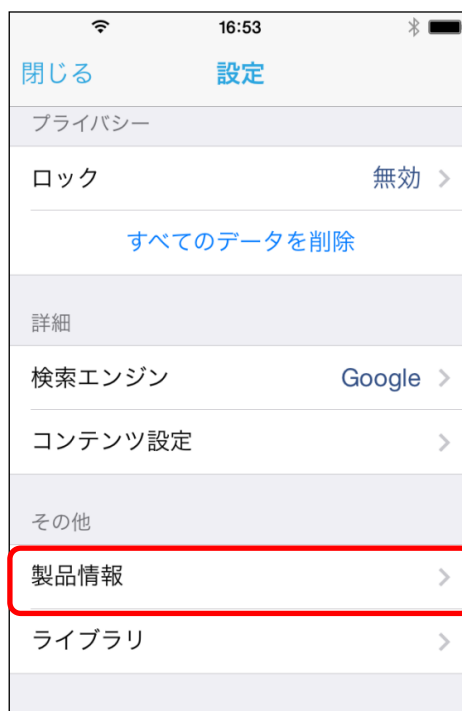 16:53
閉じる 設定
プライバシー
ロック 無効
すべてのデータを削除
詳細
検索エンジン Google
コンテンツ設定
その他
製品情報
ライブラリ